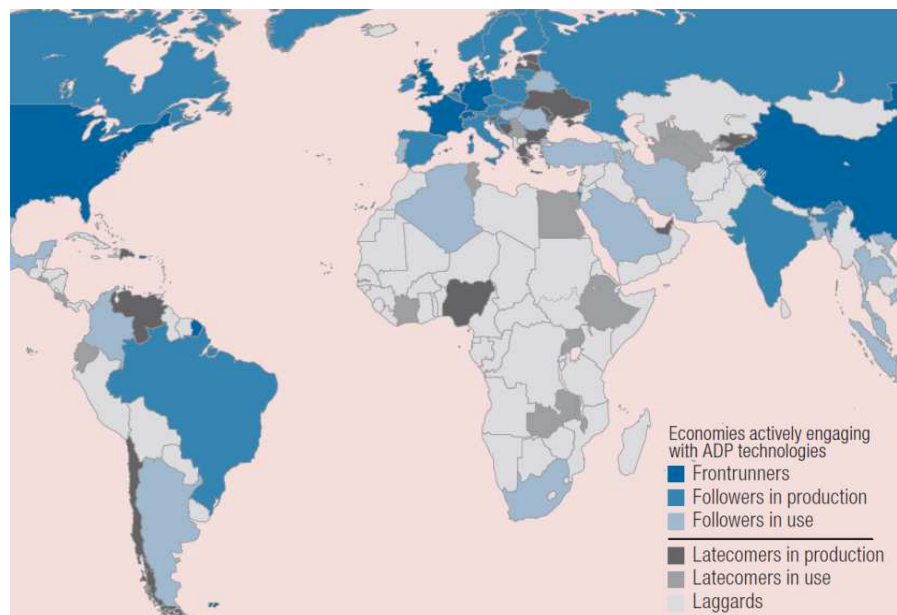 Economies actively engaging
with ADP technologies
Frontrunners
Followers in production
Followers in use
Latecomers in production
Latecomers in use
Laggards